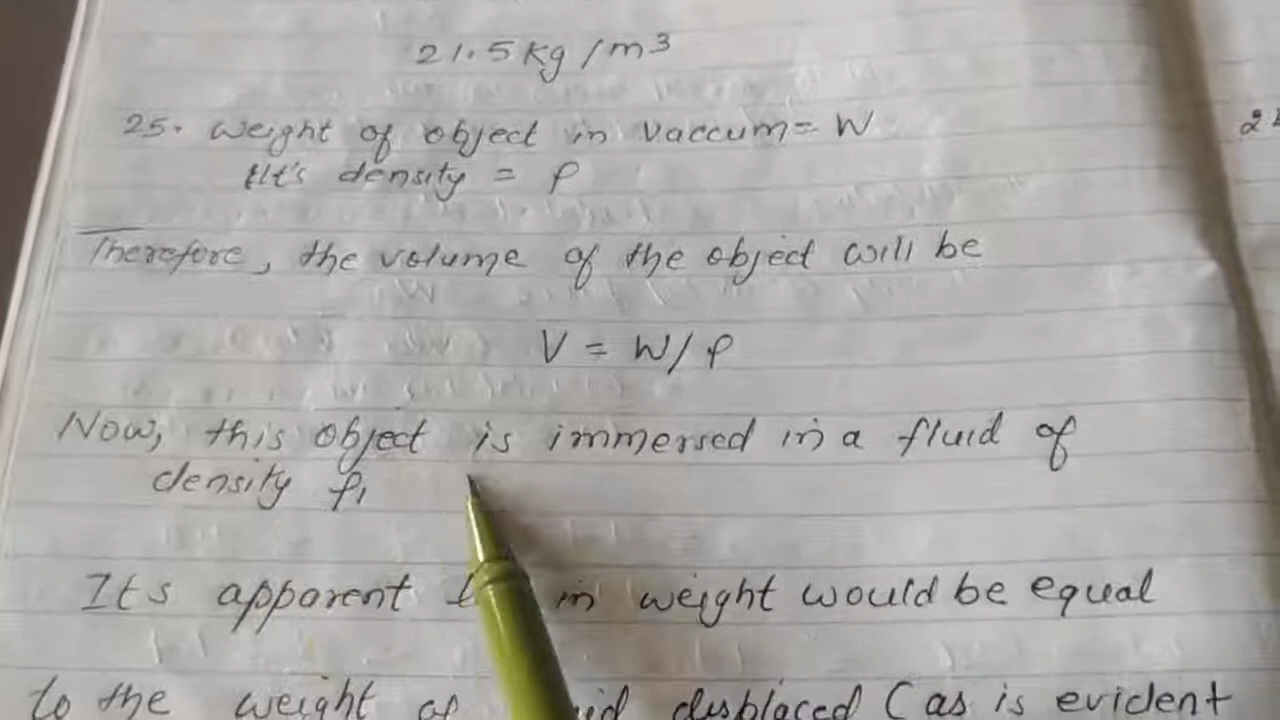 21.5 kg/m³
25. Weight of object in vaccum = W
It's density = ρ
Therefore, the volume of the object will be
V = W/ρ
Now, this object is immersed in a fluid of
density ρ₁
Its apparent in weight would be equal
to the weight of displaced (as is evident